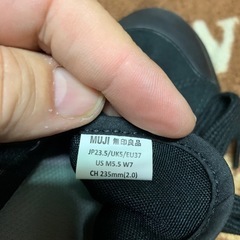 MUJI 無印良品
JP23.5/UK5/EU37
US M5.5 W7
CH 235mm(2.0)